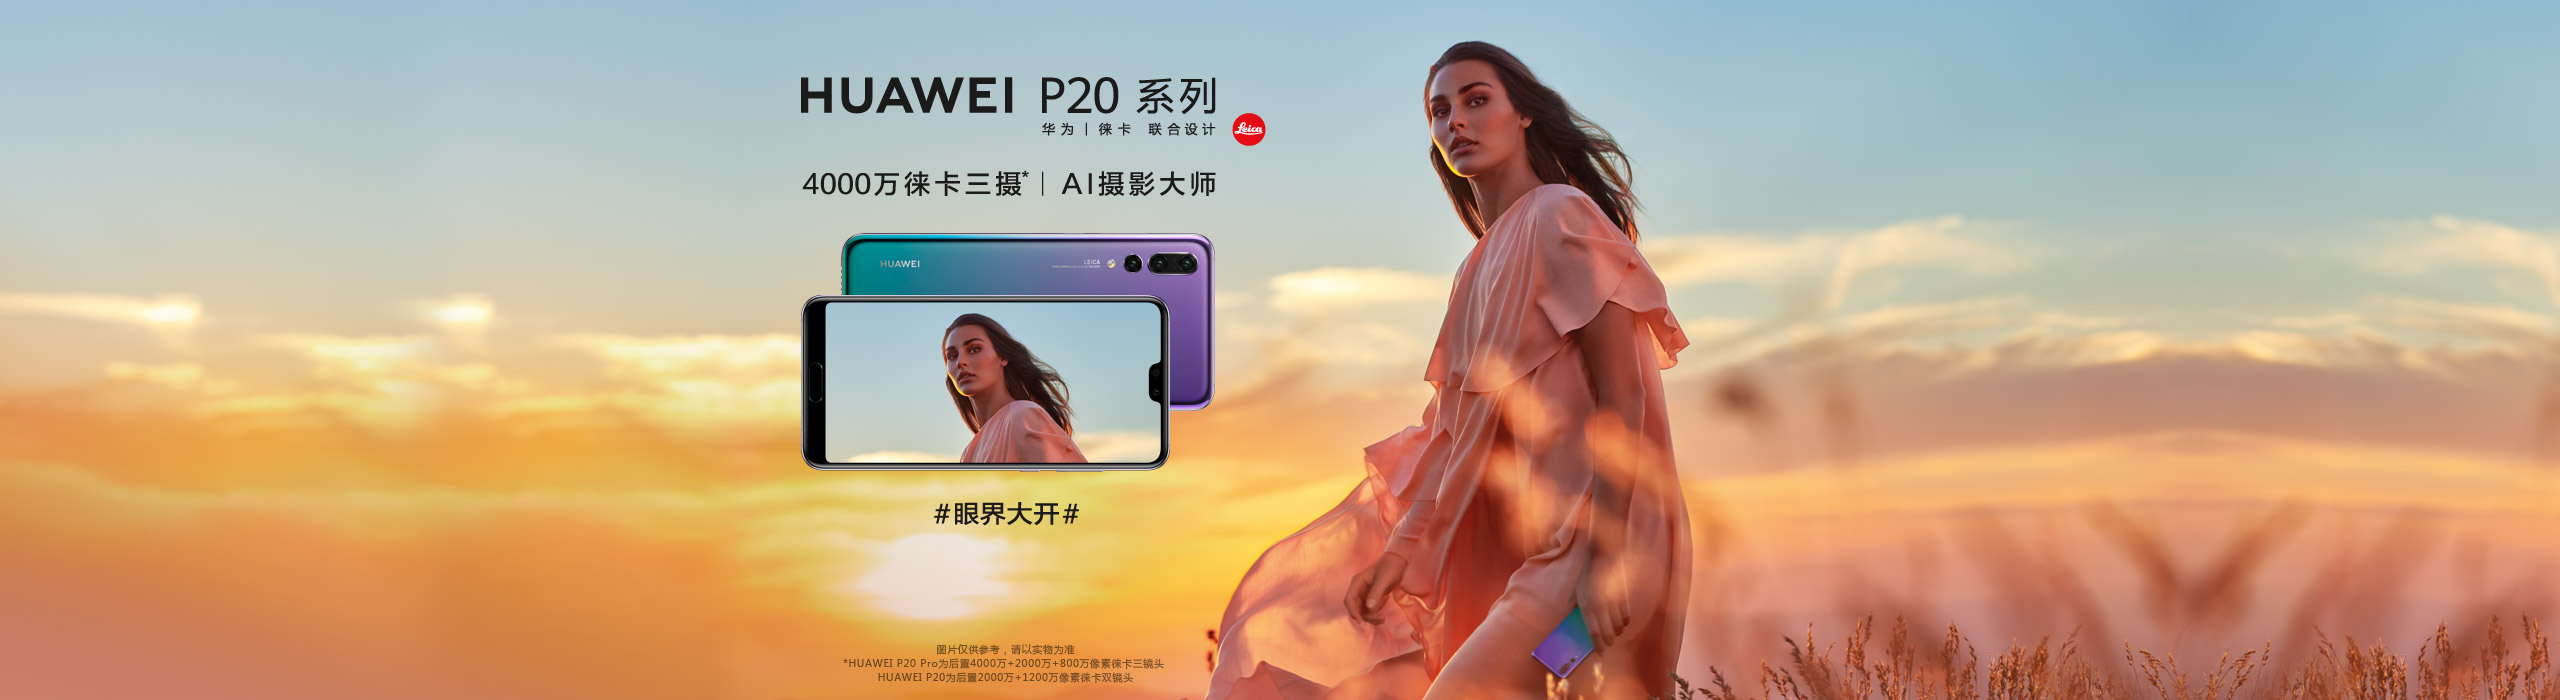 HUAWEI P20 系列
华为 | 徕卡 联合设计
Leica
4000万徕卡三摄* | AI摄影大师
HUAWEI
LEICA
#眼界大开#
图片仅供参考，请以实物为准
*HUAWEI P20 Pro为后置4000万+2000万+800万像素徕卡三镜头
HUAWEI P20为后置2000万+1200万像素徕卡双镜头